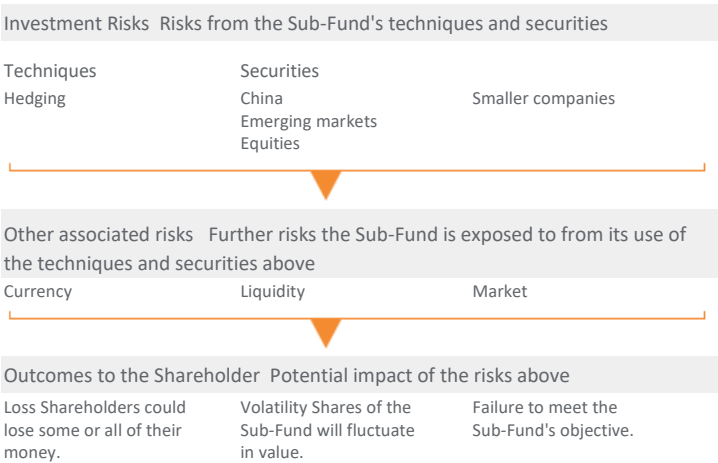 Investment Risks Risks from the Sub-Fund's techniques and securities
Techniques
Securities
Hedging
China
Smaller companies
Emerging markets
Equities
Other associated risks Further risks the Sub-Fund is exposed to from its use of
the techniques and securities above
Currency
Liquidity
Market
Outcomes to the Shareholder Potential impact of the risks above
Loss Shareholders could
lose some or all of their
money.
Volatility Shares of the
Sub-Fund will fluctuate
in value.
Failure to meet the
Sub-Fund's objective.